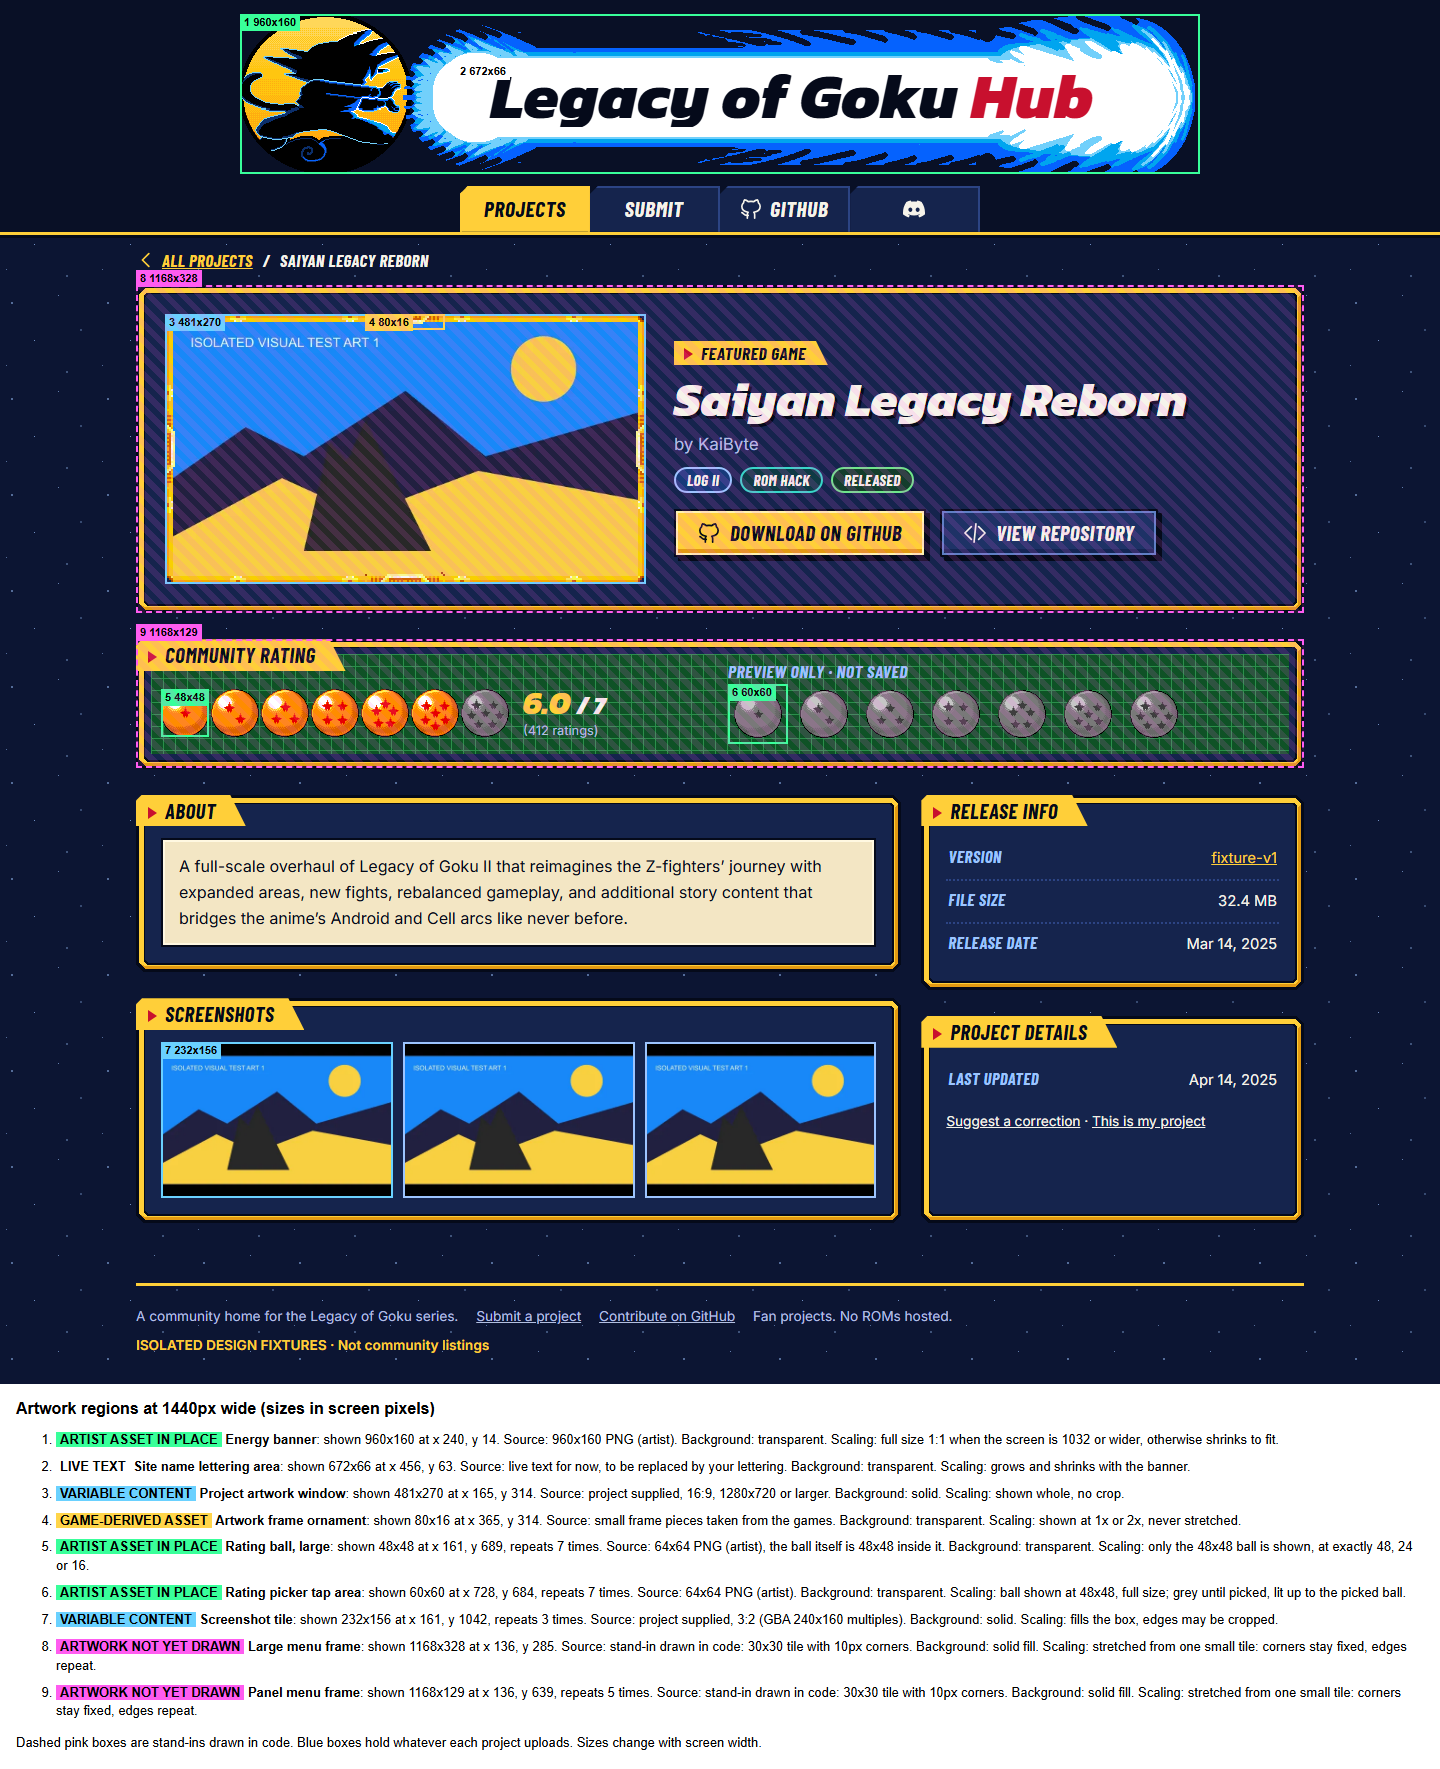 1 960x160
2 672x66
Legacy of Goku Hub
PROJECTS
SUBMIT
GITHUB
ALL PROJECTS / SAIYAN LEGACY REBORN
8 1168x328
3 481x270
4 80x16
ISOLATED VISUAL TEST ART 1
FEATURED GAME
Saiyan Legacy Reborn
by KaiByte
LOG II
ROM HACK
RELEASED
DOWNLOAD ON GITHUB
VIEW REPOSITORY
9 1168x129
COMMUNITY RATING
PREVIEW ONLY · NOT SAVED
5 48x48
6 60x60
6.0 / 7
(412 ratings)
ABOUT
A full-scale overhaul of Legacy of Goku II that reimagines the Z-fighters’ journey with
expanded areas, new fights, rebalanced gameplay, and additional story content that
bridges the anime’s Android and Cell arcs like never before.
RELEASE INFO
VERSION fixture-v1
FILE SIZE 32.4 MB
RELEASE DATE Mar 14, 2025
SCREENSHOTS
7 232x156
ISOLATED VISUAL TEST ART 1
ISOLATED VISUAL TEST ART 1
ISOLATED VISUAL TEST ART 1
PROJECT DETAILS
LAST UPDATED Apr 14, 2025
Suggest a correction · This is my project
A community home for the Legacy of Goku series. Submit a project Contribute on GitHub Fan projects. No ROMs hosted.
ISOLATED DESIGN FIXTURES · Not community listings
Artwork regions at 1440px wide (sizes in screen pixels)
1. ARTIST ASSET IN PLACE Energy banner: shown 960x160 at x 240, y 14. Source: 960x160 PNG (artist). Background: transparent. Scaling: full size 1:1 when the screen is 1032 or wider, otherwise shrinks to fit.
2. LIVE TEXT Site name lettering area: shown 672x66 at x 456, y 63. Source: live text for now, to be replaced by your lettering. Background: transparent. Scaling: grows and shrinks with the banner.
3. VARIABLE CONTENT Project artwork window: shown 481x270 at x 165, y 314. Source: project supplied, 16:9, 1280x720 or larger. Background: solid. Scaling: shown whole, no crop.
4. GAME-DERIVED ASSET Artwork frame ornament: shown 80x16 at x 365, y 314. Source: small frame pieces taken from the games. Background: transparent. Scaling: shown at 1x or 2x, never stretched.
5. ARTIST ASSET IN PLACE Rating ball, large: shown 48x48 at x 161, y 689, repeats 7 times. Source: 64x64 PNG (artist), the ball itself is 48x48 inside it. Background: transparent. Scaling: only the 48x48 ball is shown, at exactly 48, 24
or 16.
6. ARTIST ASSET IN PLACE Rating picker tap area: shown 60x60 at x 728, y 684, repeats 7 times. Source: 64x64 PNG (artist). Background: transparent. Scaling: ball shown at 48x48, full size; grey until picked, lit up to the picked ball.
7. VARIABLE CONTENT Screenshot tile: shown 232x156 at x 161, y 1042, repeats 3 times. Source: project supplied, 3:2 (GBA 240x160 multiples). Background: solid. Scaling: fills the box, edges may be cropped.
8. ARTWORK NOT YET DRAWN Large menu frame: shown 1168x328 at x 136, y 285. Source: stand-in drawn in code: 30x30 tile with 10px corners. Background: solid fill. Scaling: stretched from one small tile: corners stay fixed, edges
repeat.
9. ARTWORK NOT YET DRAWN Panel menu frame: shown 1168x129 at x 136, y 639, repeats 5 times. Source: stand-in drawn in code: 30x30 tile with 10px corners. Background: solid fill. Scaling: stretched from one small tile: corners
stay fixed, edges repeat.
Dashed pink boxes are stand-ins drawn in code. Blue boxes hold whatever each project uploads. Sizes change with screen width.